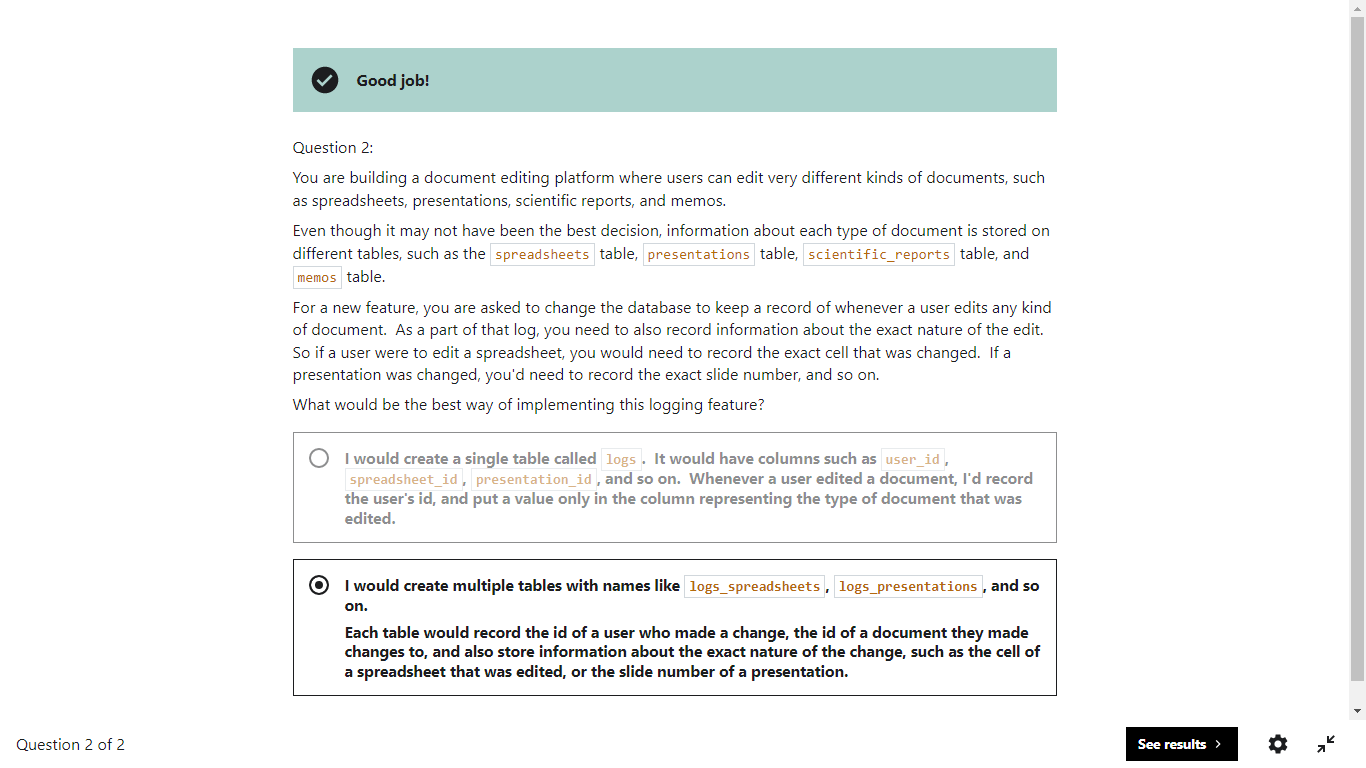 Good job!
Question 2:
You are building a document editing platform where users can edit very different kinds of documents, such
as spreadsheets, presentations, scientific reports, and memos.
Even though it may not have been the best decision, information about each type of document is stored on
different tables, such as the spreadsheets table, presentations table, scientific_reports table, and
memos table.
For a new feature, you are asked to change the database to keep a record of whenever a user edits any kind
of document.  As a part of that log, you need to also record information about the exact nature of the edit.
So if a user were to edit a spreadsheet, you would need to record the exact cell that was changed.  If a
presentation was changed, you'd need to record the exact slide number, and so on.
What would be the best way of implementing this logging feature?
I would create a single table called logs.  It would have columns such as user_id,
spreadsheet_id, presentation_id, and so on.  Whenever a user edited a document, I'd record
the user's id, and put a value only in the column representing the type of document that was
edited.
I would create multiple tables with names like logs_spreadsheets, logs_presentations, and so
on.
Each table would record the id of a user who made a change, the id of a document they made
changes to, and also store information about the exact nature of the change, such as the cell of
a spreadsheet that was edited, or the slide number of a presentation.
Question 2 of 2
See results